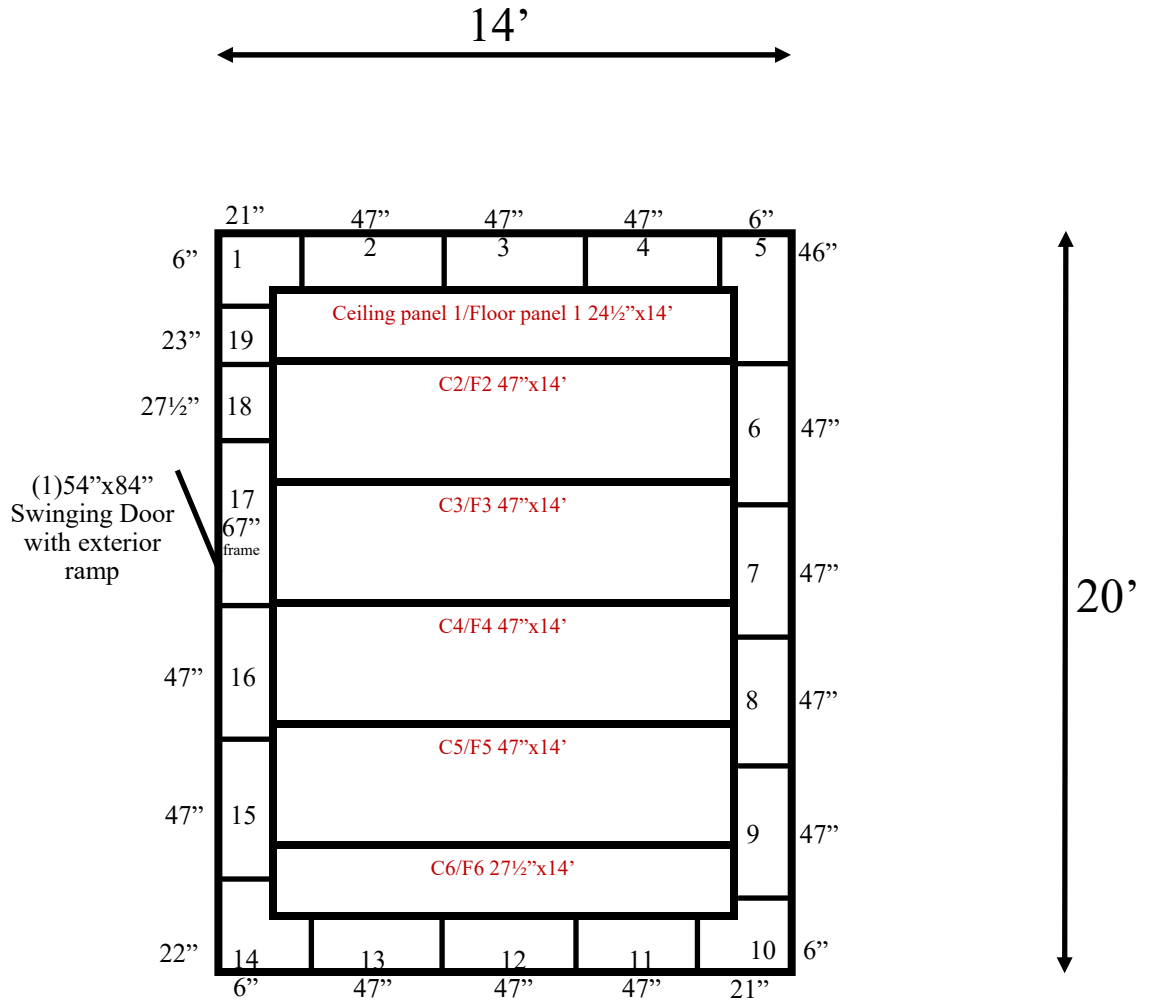 14’
21” 47” 47” 47” 6”
6” 1 2 3 4 5 46”
Ceiling panel 1/Floor panel 1 24½”x14’
23” 19
C2/F2 47”x14’
27½” 18 6 47”
(1)54”x84”
Swinging Door
with exterior
ramp
17
67”
frame
C3/F3 47”x14’
7 47”
20’
C4/F4 47”x14’
47” 16 8 47”
C5/F5 47”x14’
47” 15 9 47”
C6/F6 27½”x14’
22” 14 13 12 11 10 6”
6” 47” 47” 47” 21”